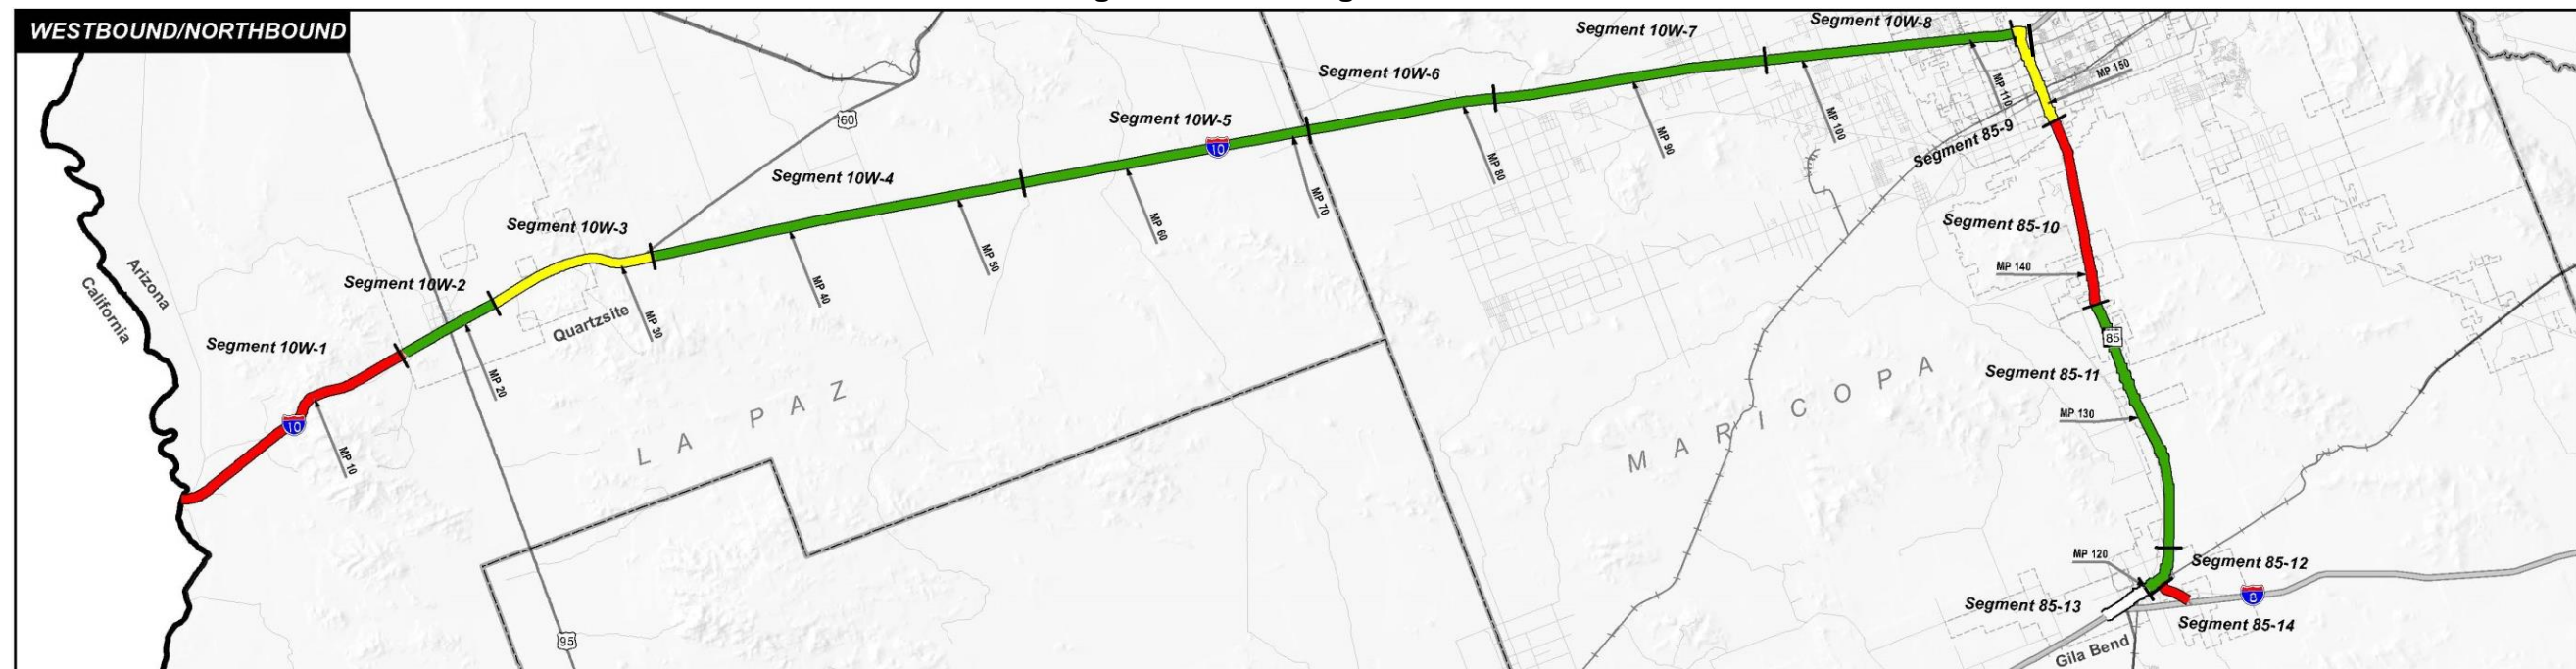 WESTBOUND/NORTHBOUND
Segment 10W-8
Segment 10W-7
Segment 10W-6
Segment 10W-5
Segment 10W-4
Segment 10W-3
Segment 10W-2
Segment 10W-1
60
10
10
MP 150
MP 110
MP 100
MP 90
MP 80
MP 70
MP 60
MP 50
MP 40
MP 30
MP 20
MP 10
Arizona
California
Quartzsite
LA PAZ
MARICOPA
95
Segment 85-9
Segment 85-10
MP 140
85
Segment 85-11
MP 130
MP 120
Segment 85-12
Segment 85-13
8
Segment 85-14
Gila Bend